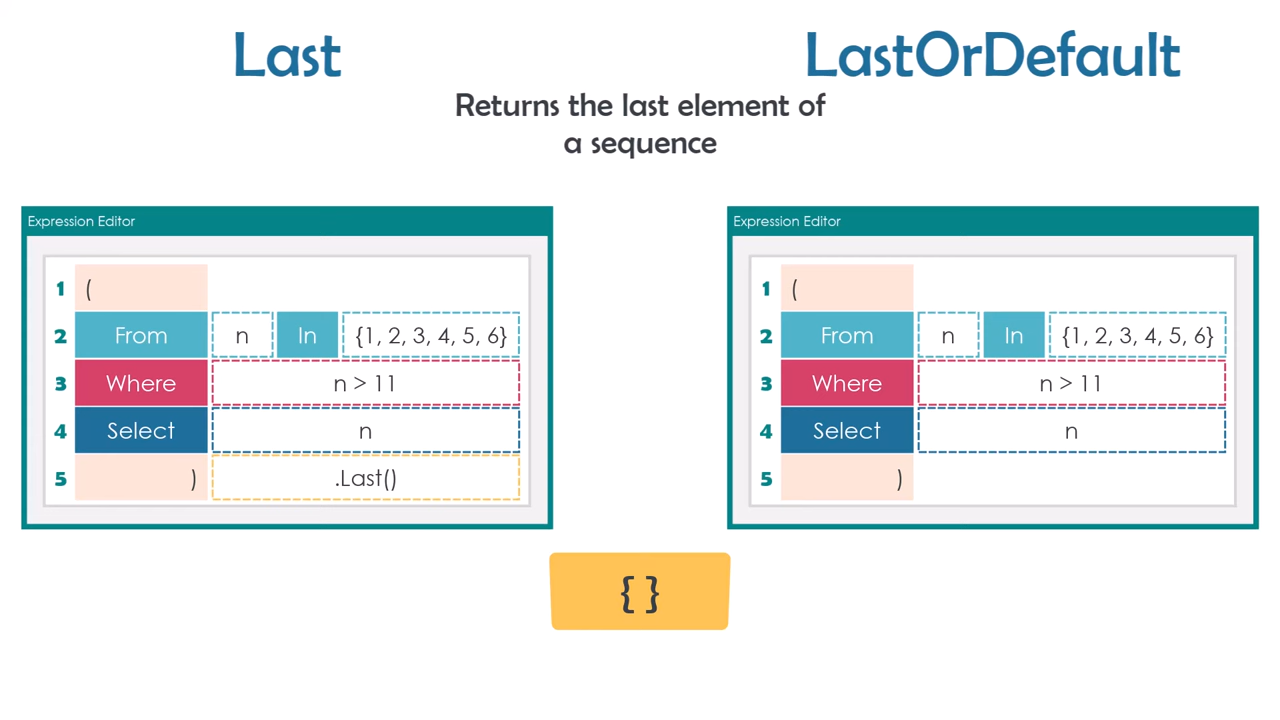 Last
LastOrDefault
Returns the last element of
a sequence
Expression Editor
1 (
2 From n In {1, 2, 3, 4, 5, 6}
3 Where n > 11
4 Select n
5 ) .Last()
Expression Editor
1 (
2 From n In {1, 2, 3, 4, 5, 6}
3 Where n > 11
4 Select n
5 )
{ }